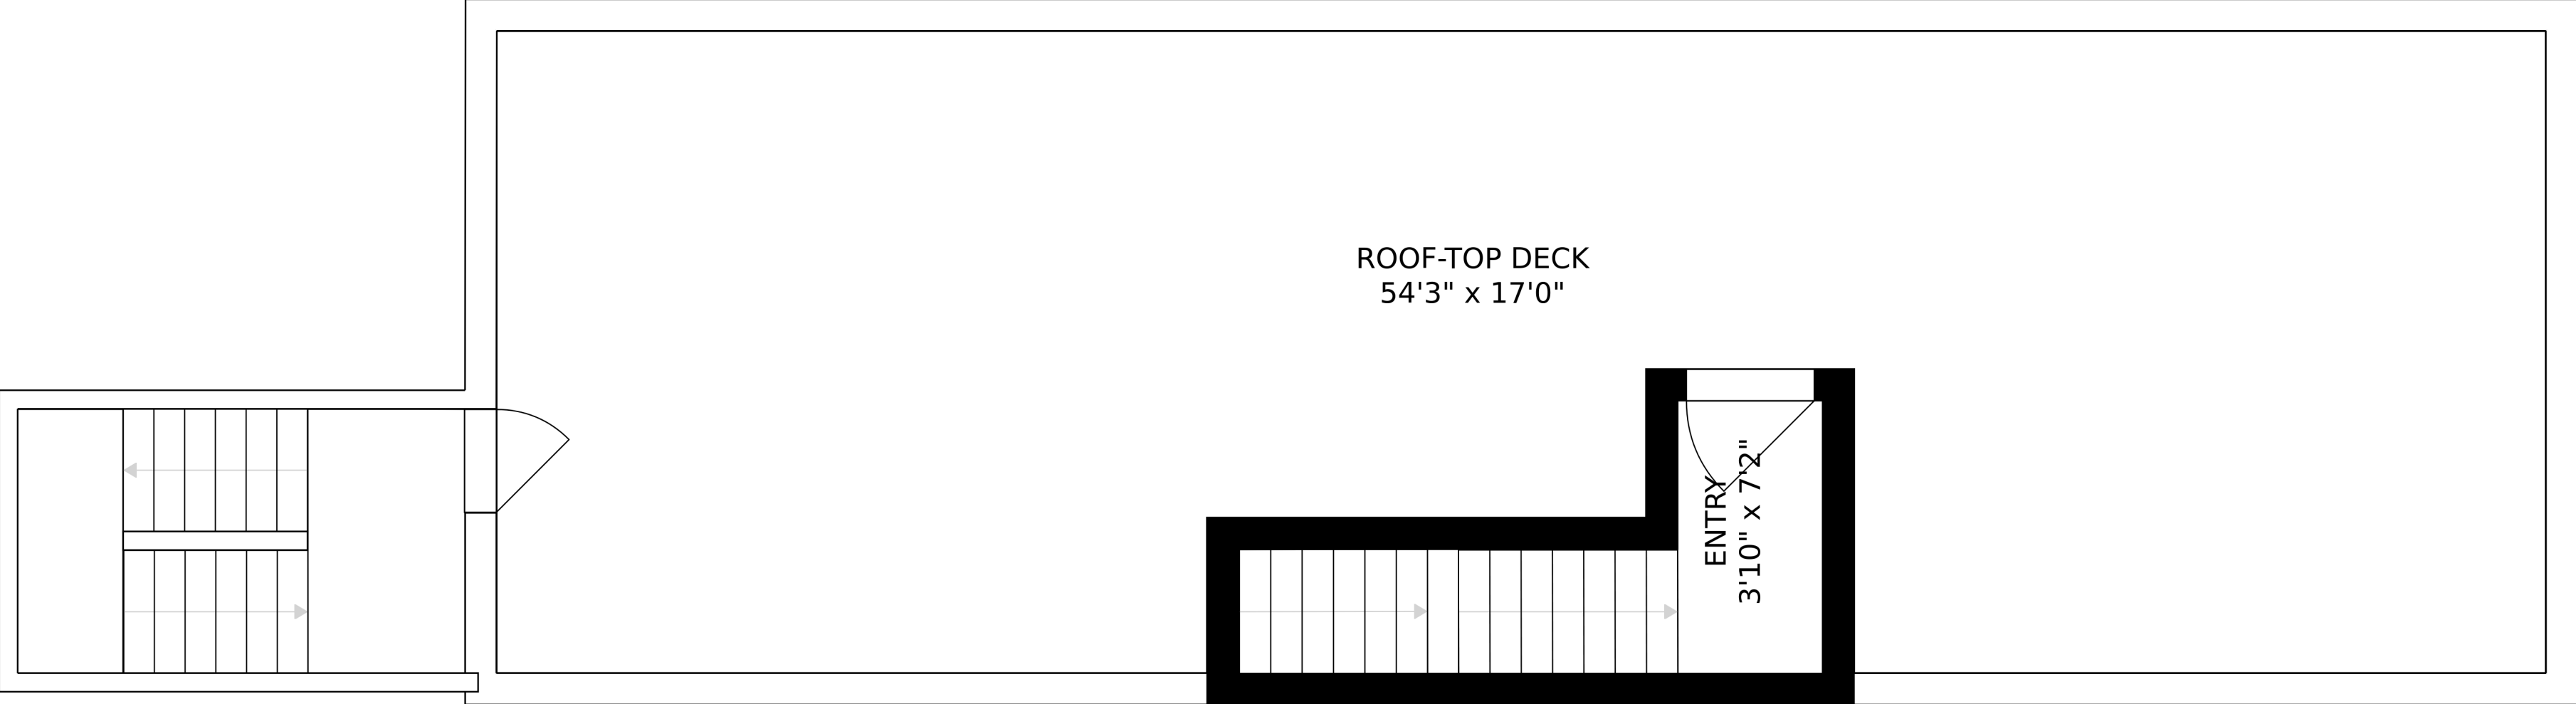 ROOF-TOP DECK
54'3" x 17'0"
ENTRY
3'10" x 7'2"